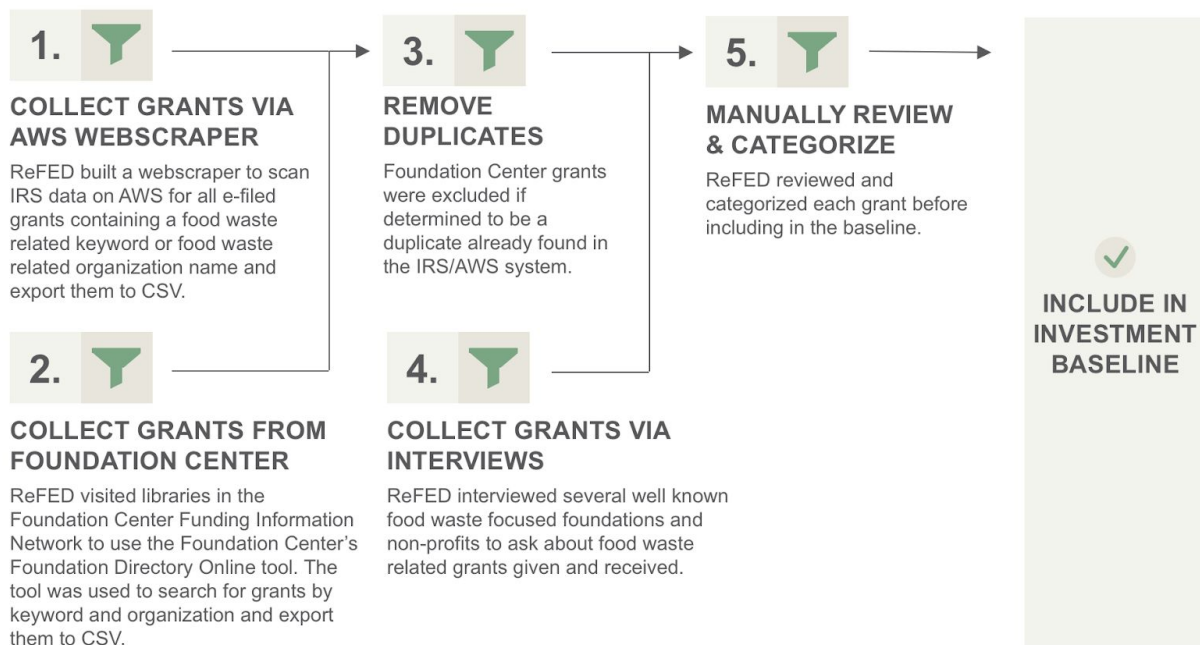 1.
COLLECT GRANTS VIA
AWS WEBSCRAPER
ReFED built a webscraper to scan
IRS data on AWS for all e-filed
grants containing a food waste
related keyword or food waste
related organization name and
export them to CSV.
2.
COLLECT GRANTS FROM
FOUNDATION CENTER
ReFED visited libraries in the
Foundation Center Funding Information
Network to use the Foundation Center’s
Foundation Directory Online tool. The
tool was used to search for grants by
keyword and organization and export
them to CSV.
3.
REMOVE
DUPLICATES
Foundation Center grants
were excluded if
determined to be a
duplicate already found in
the IRS/AWS system.
4.
COLLECT GRANTS VIA
INTERVIEWS
ReFED interviewed several well known
food waste focused foundations and
non-profits to ask about food waste
related grants given and received.
5.
MANUALLY REVIEW
& CATEGORIZE
ReFED reviewed and
categorized each grant before
including in the baseline.
INCLUDE IN
INVESTMENT
BASELINE